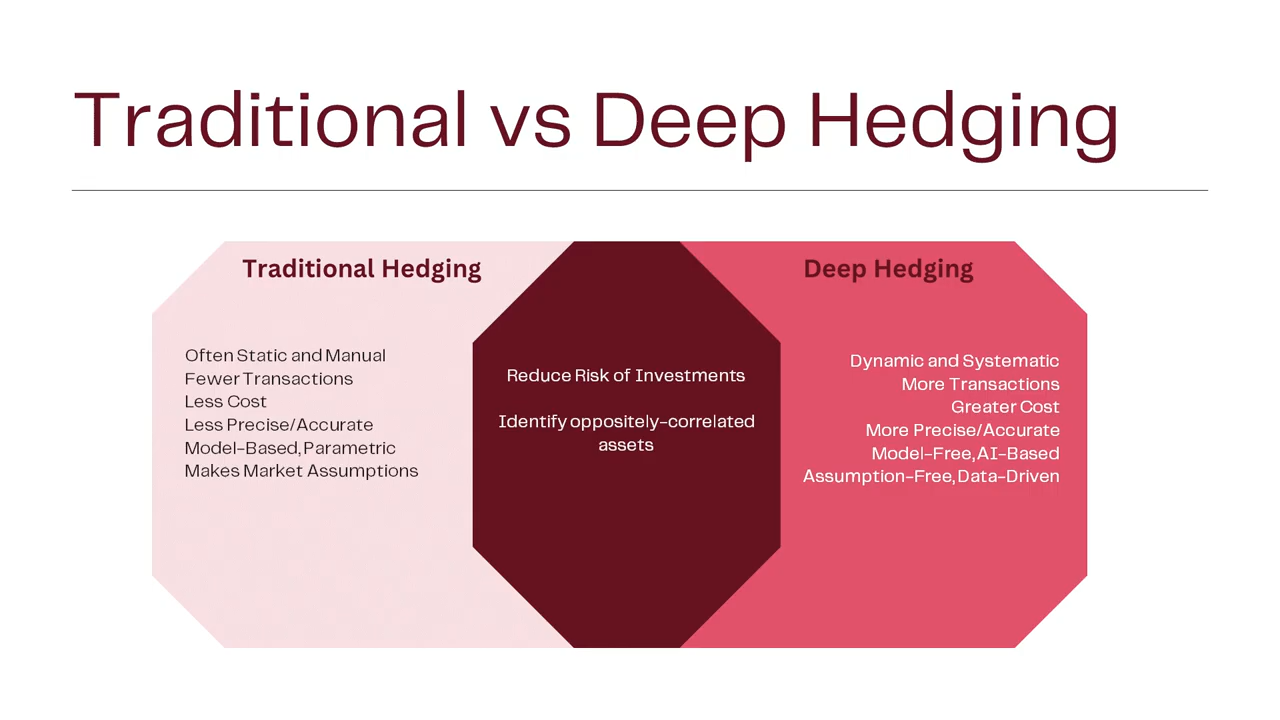 Traditional vs Deep Hedging
Traditional Hedging
Often Static and Manual
Fewer Transactions
Less Cost
Less Precise/Accurate
Model-Based, Parametric
Makes Market Assumptions
Reduce Risk of Investments
Identify oppositely-correlated
assets
Deep Hedging
Dynamic and Systematic
More Transactions
Greater Cost
More Precise/Accurate
Model-Free, AI-Based
Assumption-Free, Data-Driven